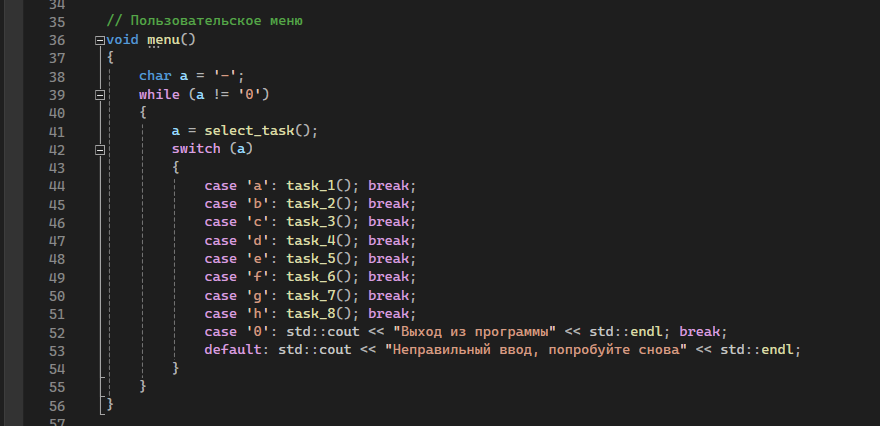 34
35 // Пользовательское меню
36 void menu()
37 {
38 char a = '-';
39 while (a != '0')
40 {
41 a = select_task();
42 switch (a)
43 {
44 case 'a': task_1(); break;
45 case 'b': task_2(); break;
46 case 'c': task_3(); break;
47 case 'd': task_4(); break;
48 case 'e': task_5(); break;
49 case 'f': task_6(); break;
50 case 'g': task_7(); break;
51 case 'h': task_8(); break;
52 case '0': std::cout << "Выход из программы" << std::endl; break;
53 default: std::cout << "Неправильный ввод, попробуйте снова" << std::endl;
54 }
55 }
56 }
57